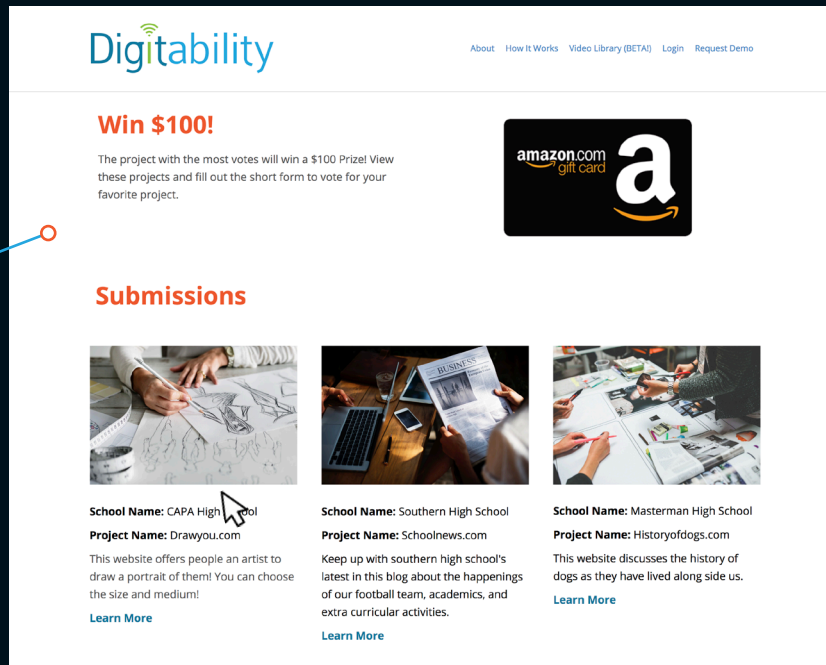 Digitability
About How It Works Video Library (BETA!) Login Request Demo
Win $100!
The project with the most votes will win a $100 Prize! View
these projects and fill out the short form to vote for your
favorite project.
amazon.com
gift card
a
Submissions
BUSINESS
School Name: CAPA High
Project Name: Drawyou.com
This website offers people an artist to
draw a portrait of them! You can choose
the size and medium!
Learn More
School Name: Southern High School
Project Name: Schoolnews.com
Keep up with southern high school's
latest in this blog about the happenings
of our football team, academics, and
extra curricular activities.
Learn More
School Name: Masterman High School
Project Name: Historyofdogs.com
This website discusses the history of
dogs as they have lived along side us.
Learn More